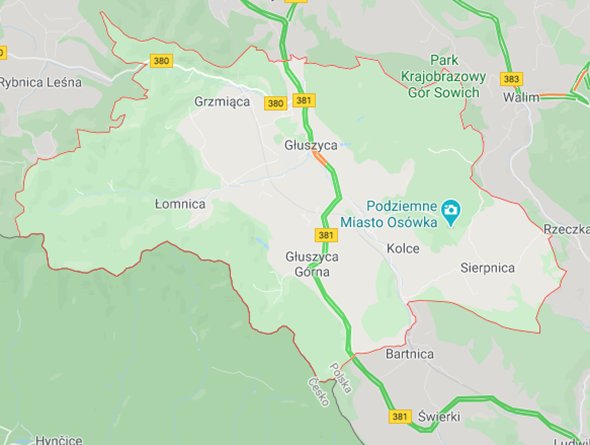 381
380
Park
Krajobrazowy
Gór Sowich
383
Rybnica Leśna
Walim
Grzmiąca
380
381
Głuszyca
Łomnica
Podziemne
Miasto Osówka
381
Rzeczka
Kolce
Głuszyca
Górna
Sierpnica
Bartnica
Polska
Česko
381
Świerki
Hynčice